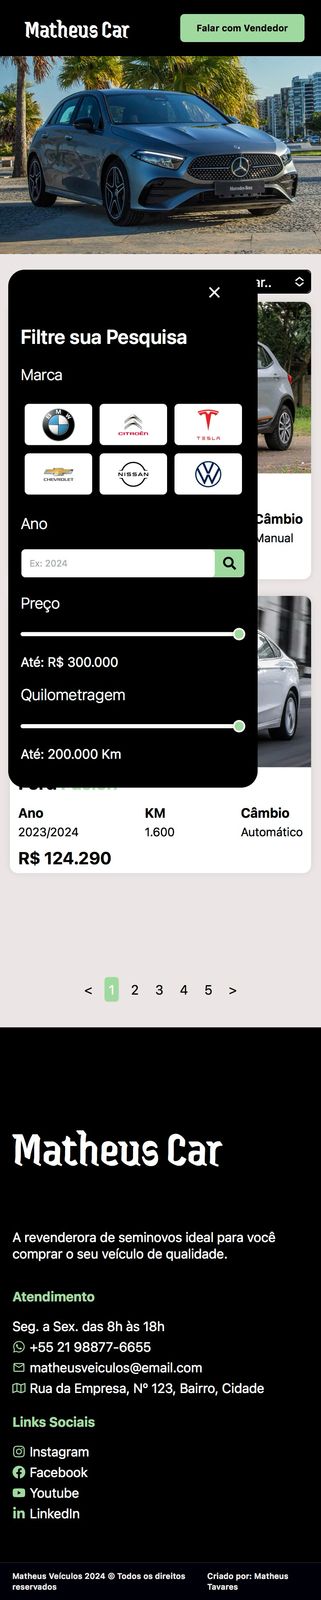 Matheus Car
Falar com Vendedor
Mercedes-Benz
ar..
Filtre sua Pesquisa
Marca
BMW
CITROËN
TESLA
CHEVROLET
NISSAN
Ano
Ex: 2024
Preço
Até: R$ 300.000
Quilometragem
Até: 200.000 Km
Câmbio
Manual
Ano
KM
Câmbio
2023/2024
1.600
Automático
R$ 124.290
< 1 2 3 4 5 >
Matheus Car
A revenderora de seminovos ideal para você
comprar o seu veículo de qualidade.
Atendimento
Seg. a Sex. das 8h às 18h
+55 21 98877-6655
matheusveiculos@email.com
Rua da Empresa, Nº 123, Bairro, Cidade
Links Sociais
Instagram
Facebook
Youtube
LinkedIn
Matheus Veículos 2024 © Todos os direitos
reservados
Criado por: Matheus
Tavares